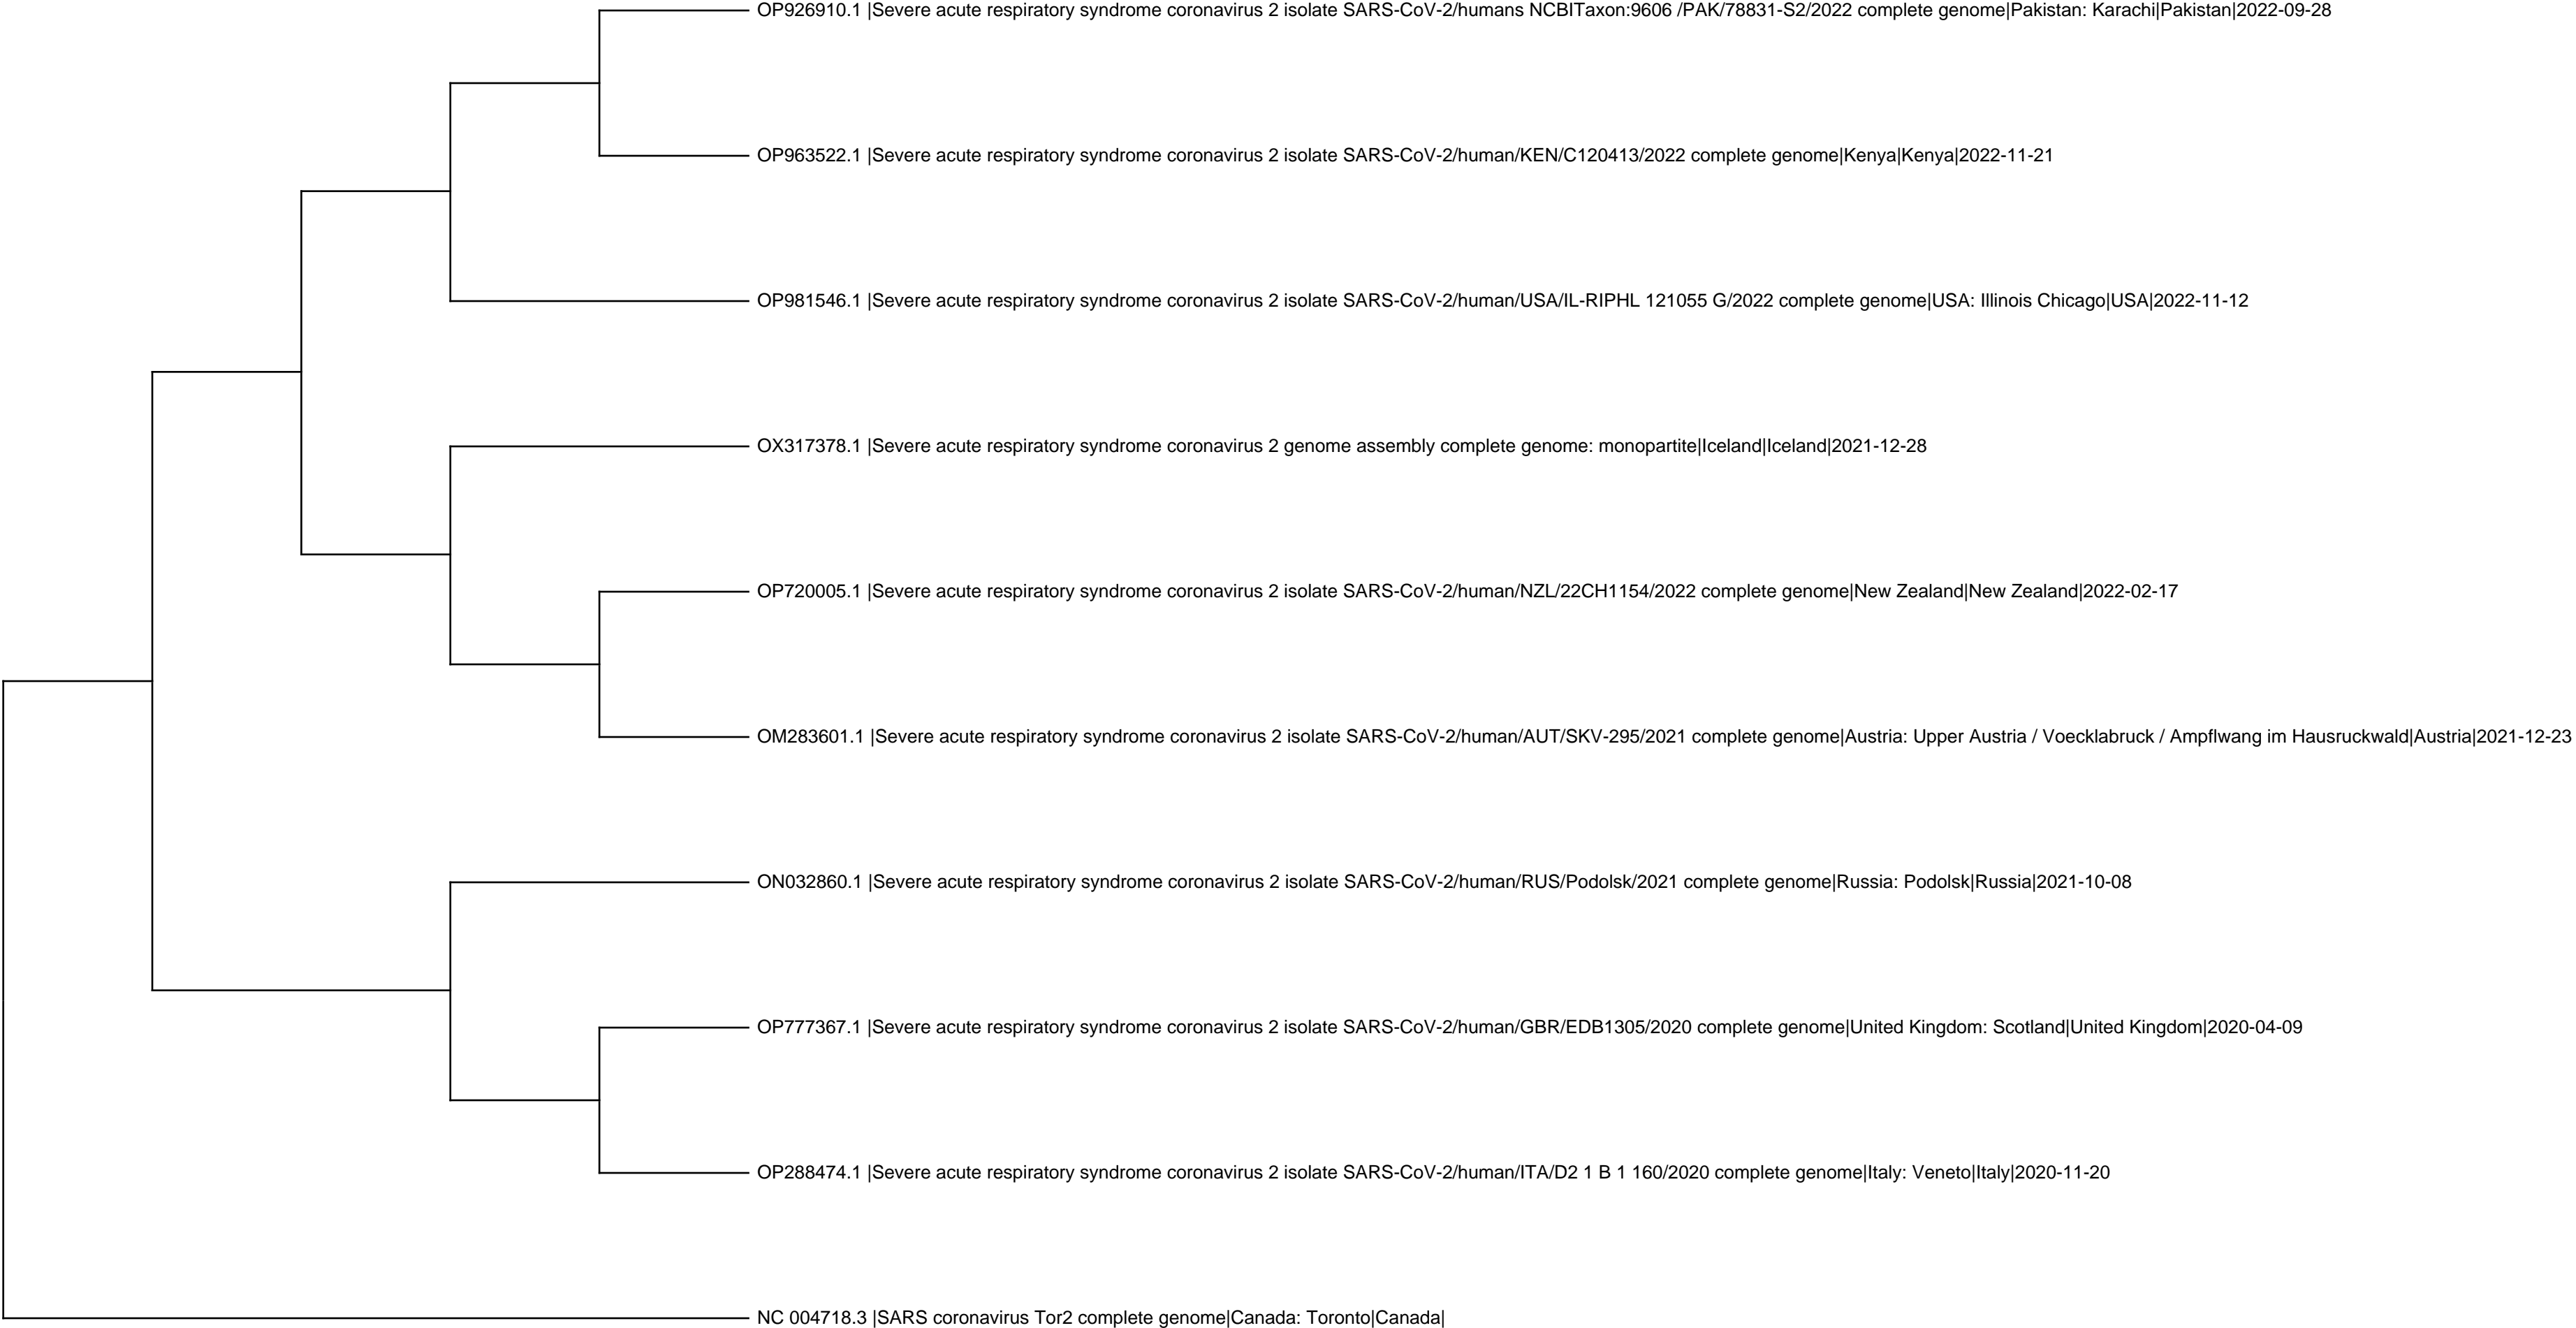 OP926910.1 |Severe acute respiratory syndrome coronavirus 2 isolate SARS-CoV-2/humans NCBITaxon:9606 /PAK/78831-S2/2022 complete genome|Pakistan: Karachi|Pakistan|2022-09-28
OP963522.1 |Severe acute respiratory syndrome coronavirus 2 isolate SARS-CoV-2/human/KEN/C120413/2022 complete genome|Kenya|Kenya|2022-11-21
OP981546.1 |Severe acute respiratory syndrome coronavirus 2 isolate SARS-CoV-2/human/USA/IL-RIPHL 121055 G/2022 complete genome|USA: Illinois Chicago|USA|2022-11-12
OX317378.1 |Severe acute respiratory syndrome coronavirus 2 genome assembly complete genome: monopartite|Iceland|Iceland|2021-12-28
OP720005.1 |Severe acute respiratory syndrome coronavirus 2 isolate SARS-CoV-2/human/NZL/22CH1154/2022 complete genome|New Zealand|New Zealand|2022-02-17
OM283601.1 |Severe acute respiratory syndrome coronavirus 2 isolate SARS-CoV-2/human/AUT/SKV-295/2021 complete genome|Austria: Upper Austria / Voecklabruck / Ampflwang im Hausruckwald|Austria|2021-12-23
ON032860.1 |Severe acute respiratory syndrome coronavirus 2 isolate SARS-CoV-2/human/RUS/Podolsk/2021 complete genome|Russia: Podolsk|Russia|2021-10-08
OP777367.1 |Severe acute respiratory syndrome coronavirus 2 isolate SARS-CoV-2/human/GBR/EDB1305/2020 complete genome|United Kingdom: Scotland|United Kingdom|2020-04-09
OP288474.1 |Severe acute respiratory syndrome coronavirus 2 isolate SARS-CoV-2/human/ITA/D2 1 B 1 160/2020 complete genome|Italy: Veneto|Italy|2020-11-20
NC 004718.3 |SARS coronavirus Tor2 complete genome|Canada: Toronto|Canada|